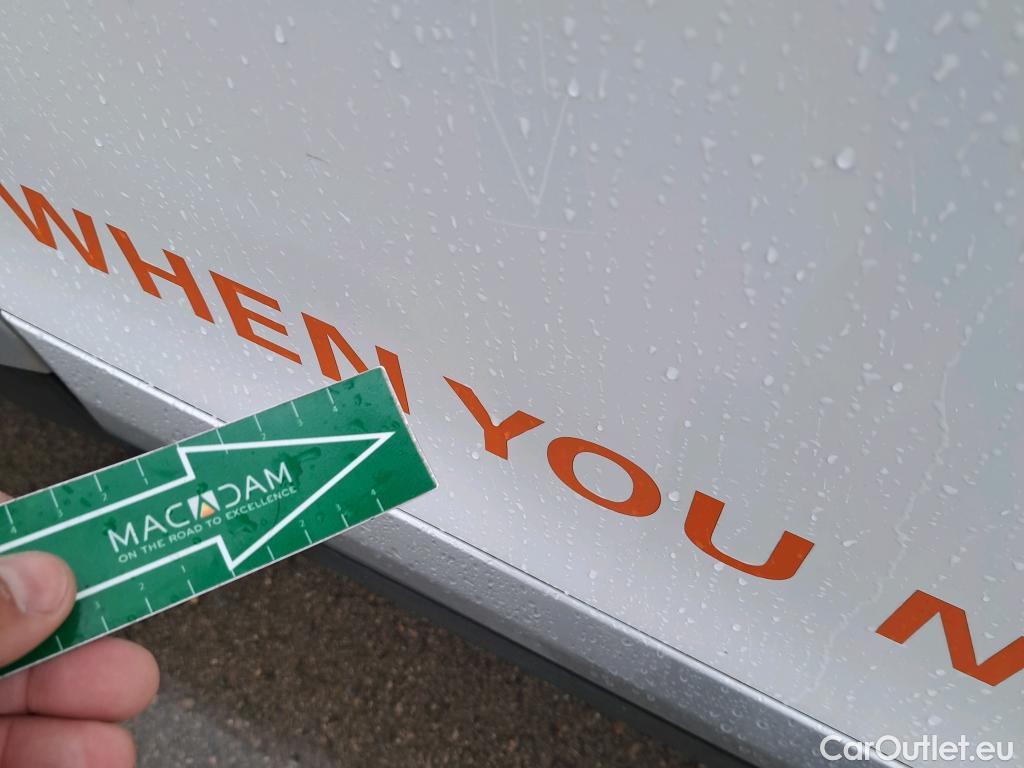 WHEN YOU N
MACADAM
ON THE ROAD TO EXCELLENCE
CarOutlet.eu